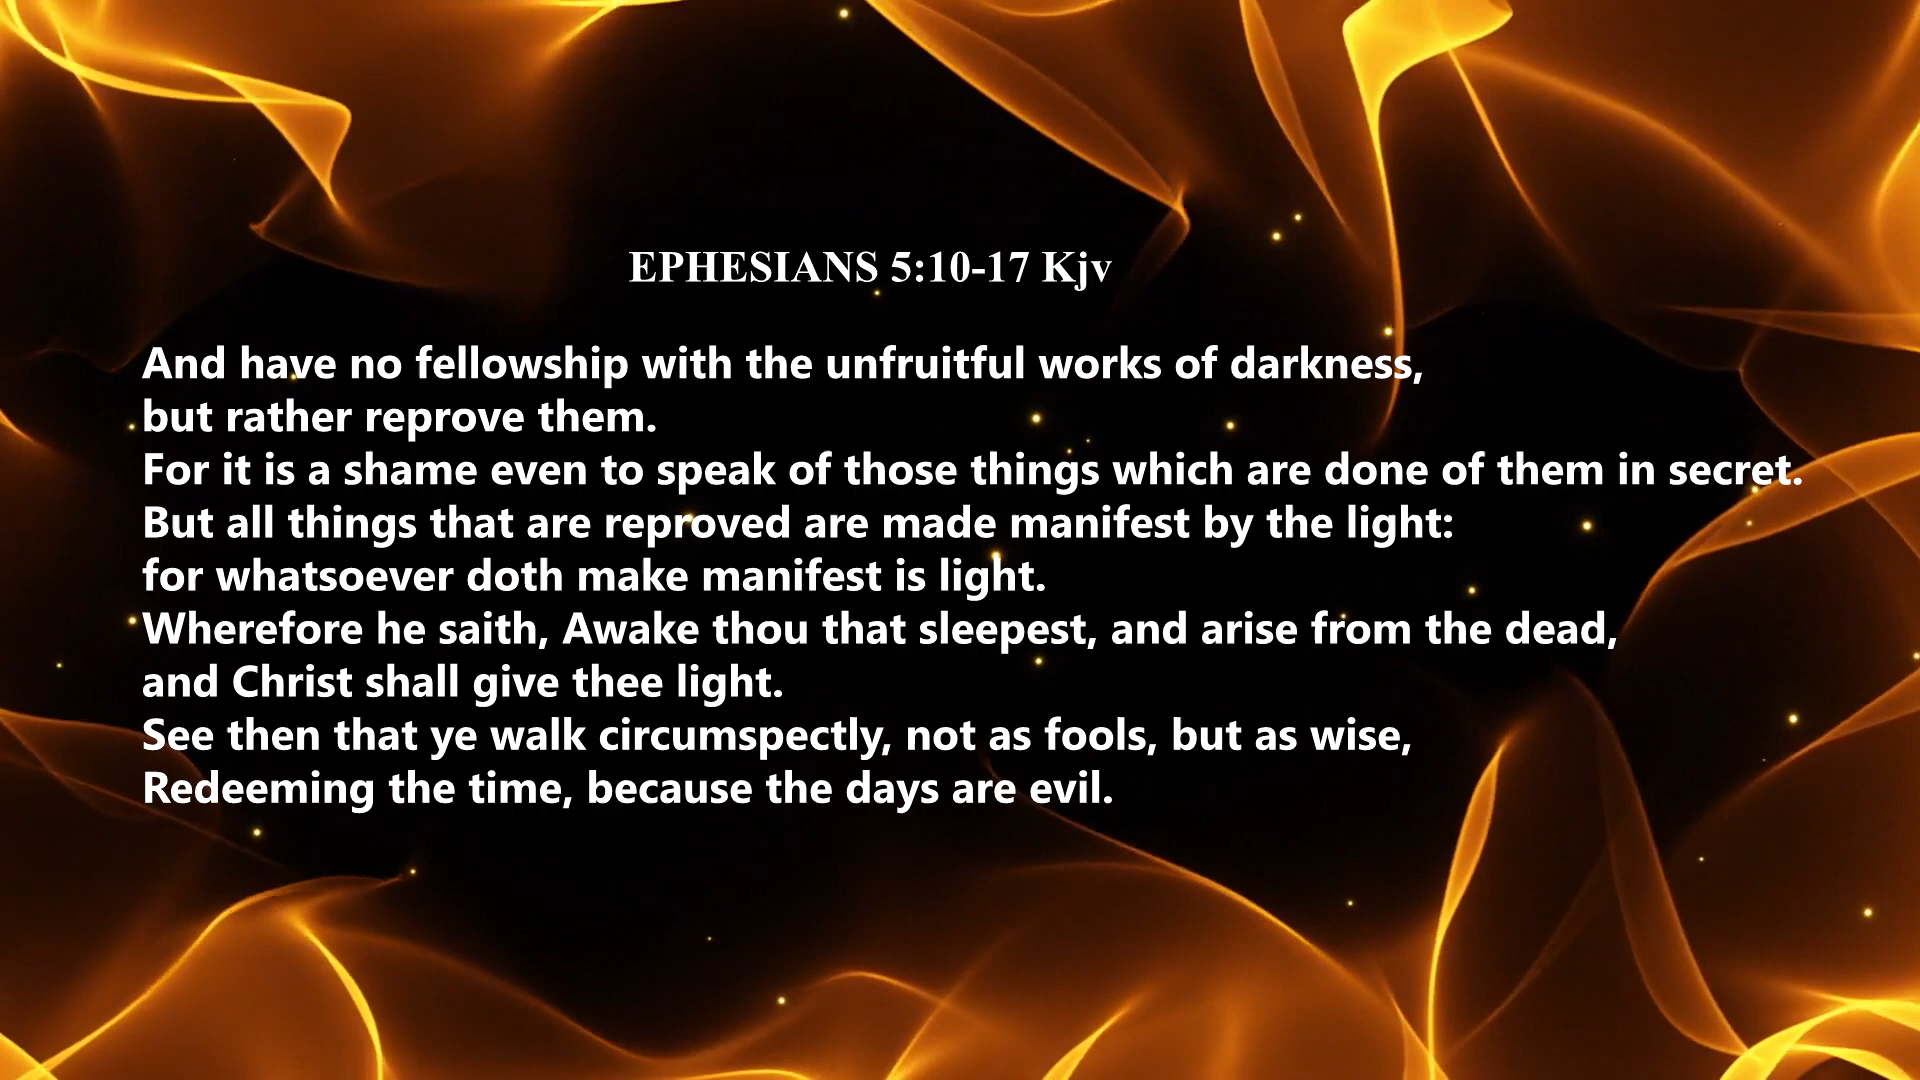 EPHESIANS 5:10-17 Kjv
And have no fellowship with the unfruitful works of darkness,
but rather reprove them.
For it is a shame even to speak of those things which are done of them in secret.
But all things that are reproved are made manifest by the light:
for whatsoever doth make manifest is light.
Wherefore he saith, Awake thou that sleepest, and arise from the dead,
and Christ shall give thee light.
See then that ye walk circumspectly, not as fools, but as wise,
Redeeming the time, because the days are evil.